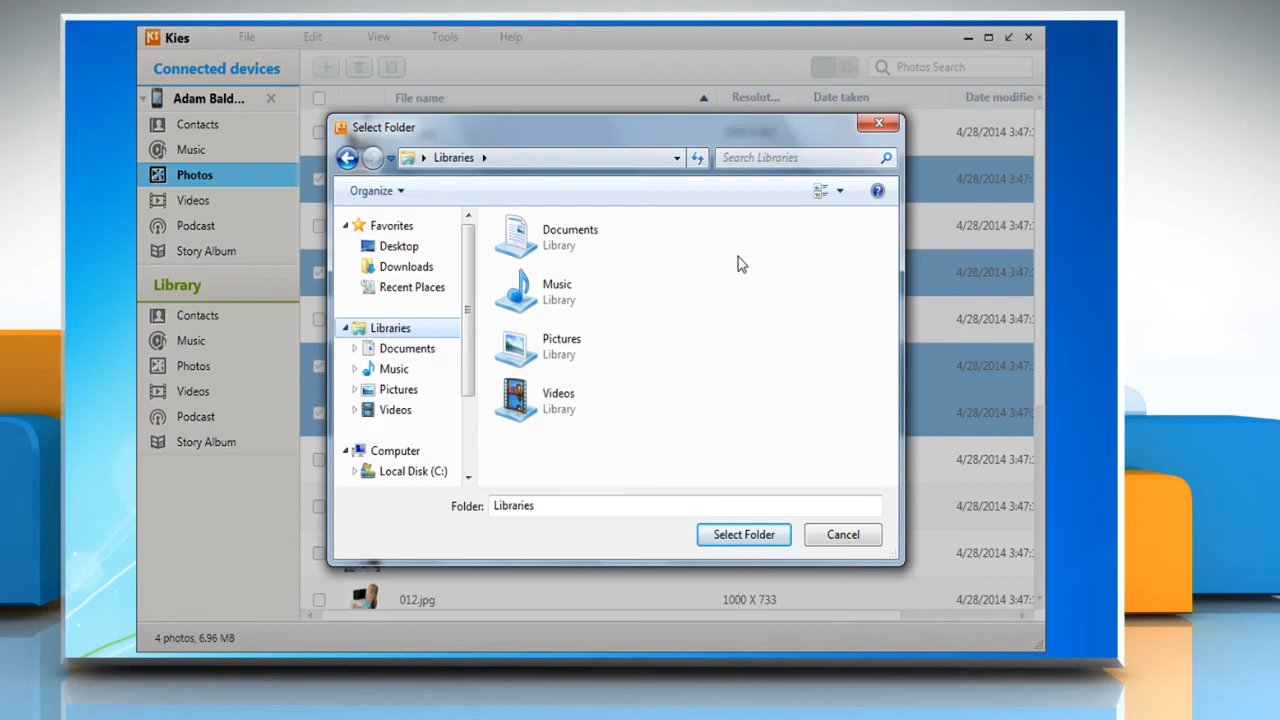 Kies File Edit View Tools Help
Connected devices
Photos Search
Adam Bald...
File name Resolut... Date taken Date modifie
Contacts
Music
Photos
Videos
Podcast
Story Album
Library
Contacts
Music
Photos
Videos
Podcast
Story Album
Select Folder
Libraries
Search Libraries
Organize
Favorites
Desktop
Downloads
Recent Places
Libraries
Documents
Music
Pictures
Videos
Computer
Local Disk (C:)
Documents
Library
Music
Library
Pictures
Library
Videos
Library
Folder: Libraries
Select Folder Cancel
4/28/2014 3:47:
4/28/2014 3:47:
4/28/2014 3:47:
4/28/2014 3:47:
4/28/2014 3:47:
4/28/2014 3:47:
4/28/2014 3:47:
4/28/2014 3:47:
4/28/2014 3:47:
4/28/2014 3:47:
012.jpg 1000 X 733 4/28/2014 3:47:
4 photos, 6.96 MB